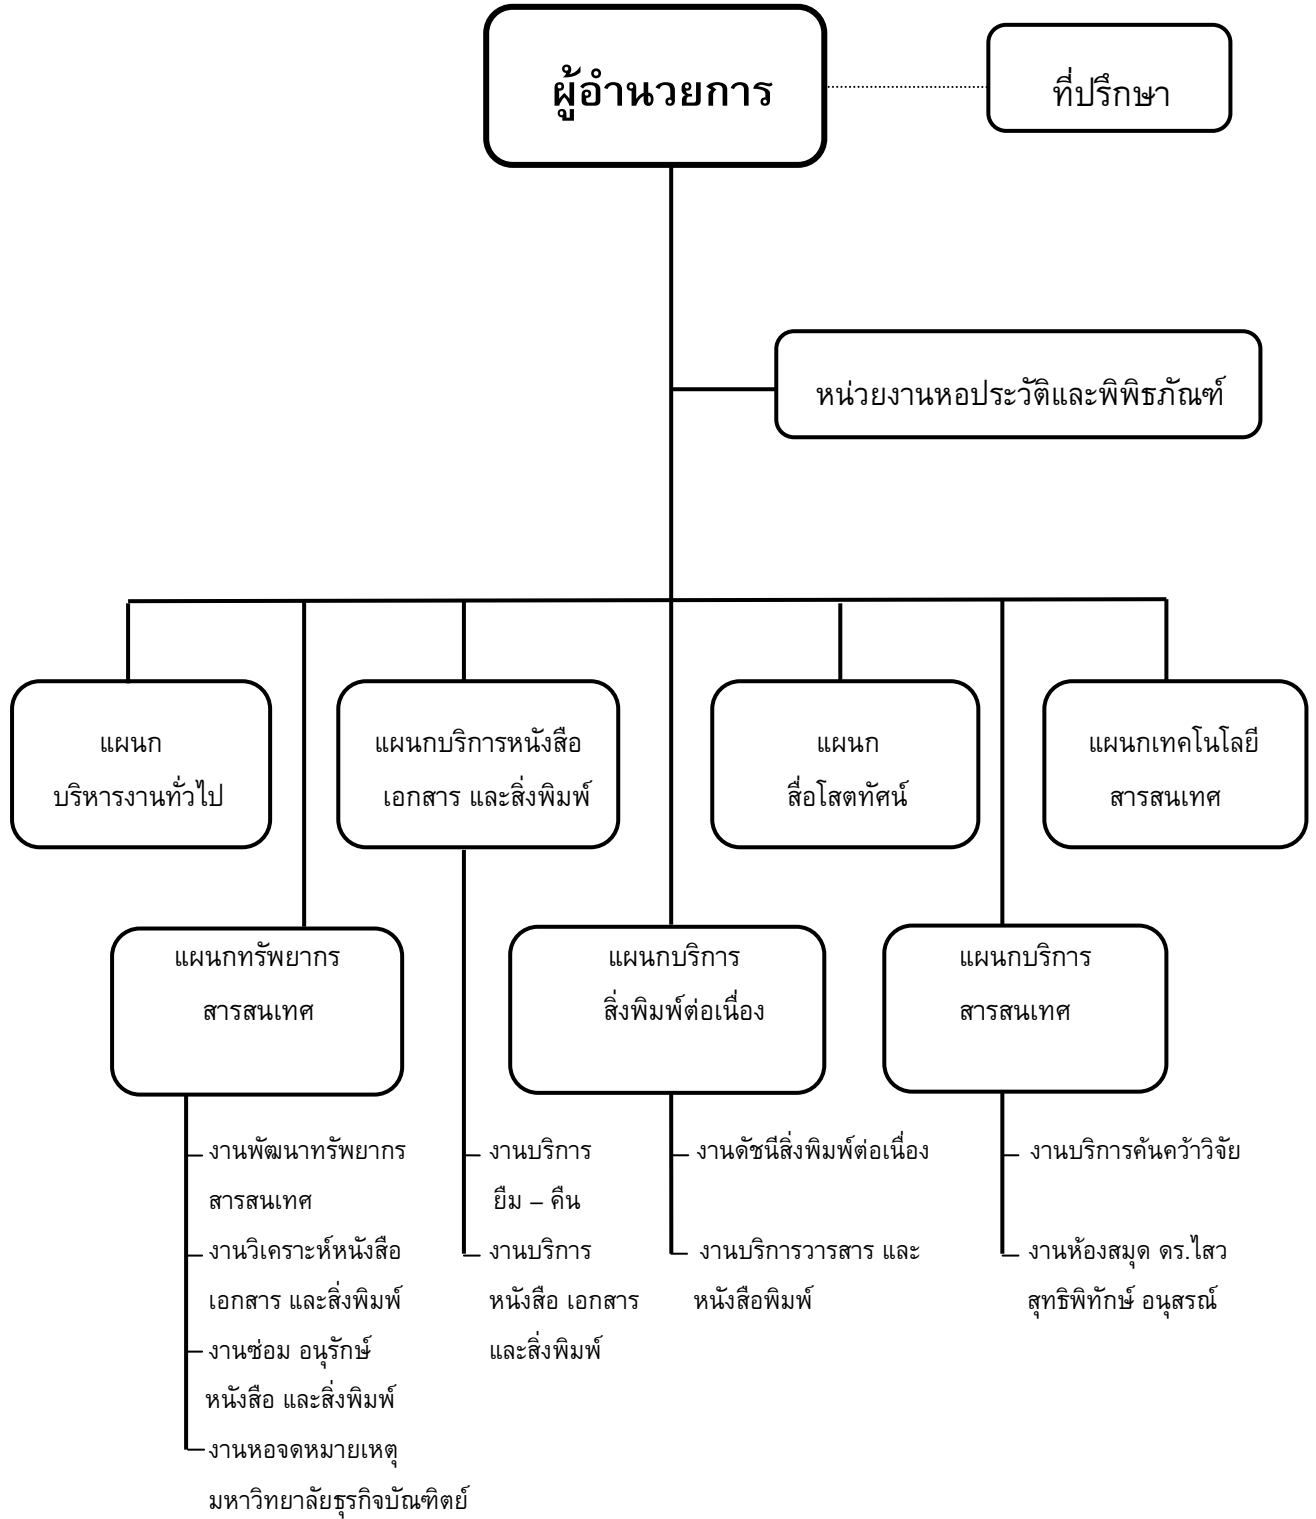 ผู้อำนวยการ
ที่ปรึกษา
หน่วยงานหอประวัติและพิพิธภัณฑ์
แผนก
บริหารงานทั่วไป
แผนกบริการหนังสือ
เอกสาร และสิ่งพิมพ์
แผนก
สื่อโสตทัศน์
แผนกเทคโนโลยี
สารสนเทศ
แผนกทรัพยากร
สารสนเทศ
แผนกบริการ
สิ่งพิมพ์ต่อเนื่อง
แผนกบริการ
สารสนเทศ
งานพัฒนาทรัพยากร
สารสนเทศ
งานวิเคราะห์หนังสือ
เอกสาร และสิ่งพิมพ์
งานซ่อม อนุรักษ์
หนังสือ และสิ่งพิมพ์
งานหอจดหมายเหตุ
มหาวิทยาลัยธุรกิจบัณฑิตย์
งานบริการ
ยืม – คืน
งานบริการ
หนังสือ เอกสาร
และสิ่งพิมพ์
งานดัชนีสิ่งพิมพ์ต่อเนื่อง
งานบริการวารสาร และ
หนังสือพิมพ์
งานบริการค้นคว้าวิจัย
งานห้องสมุด ดร.ไสว
สุทธิพิทักษ์ อนุสรณ์